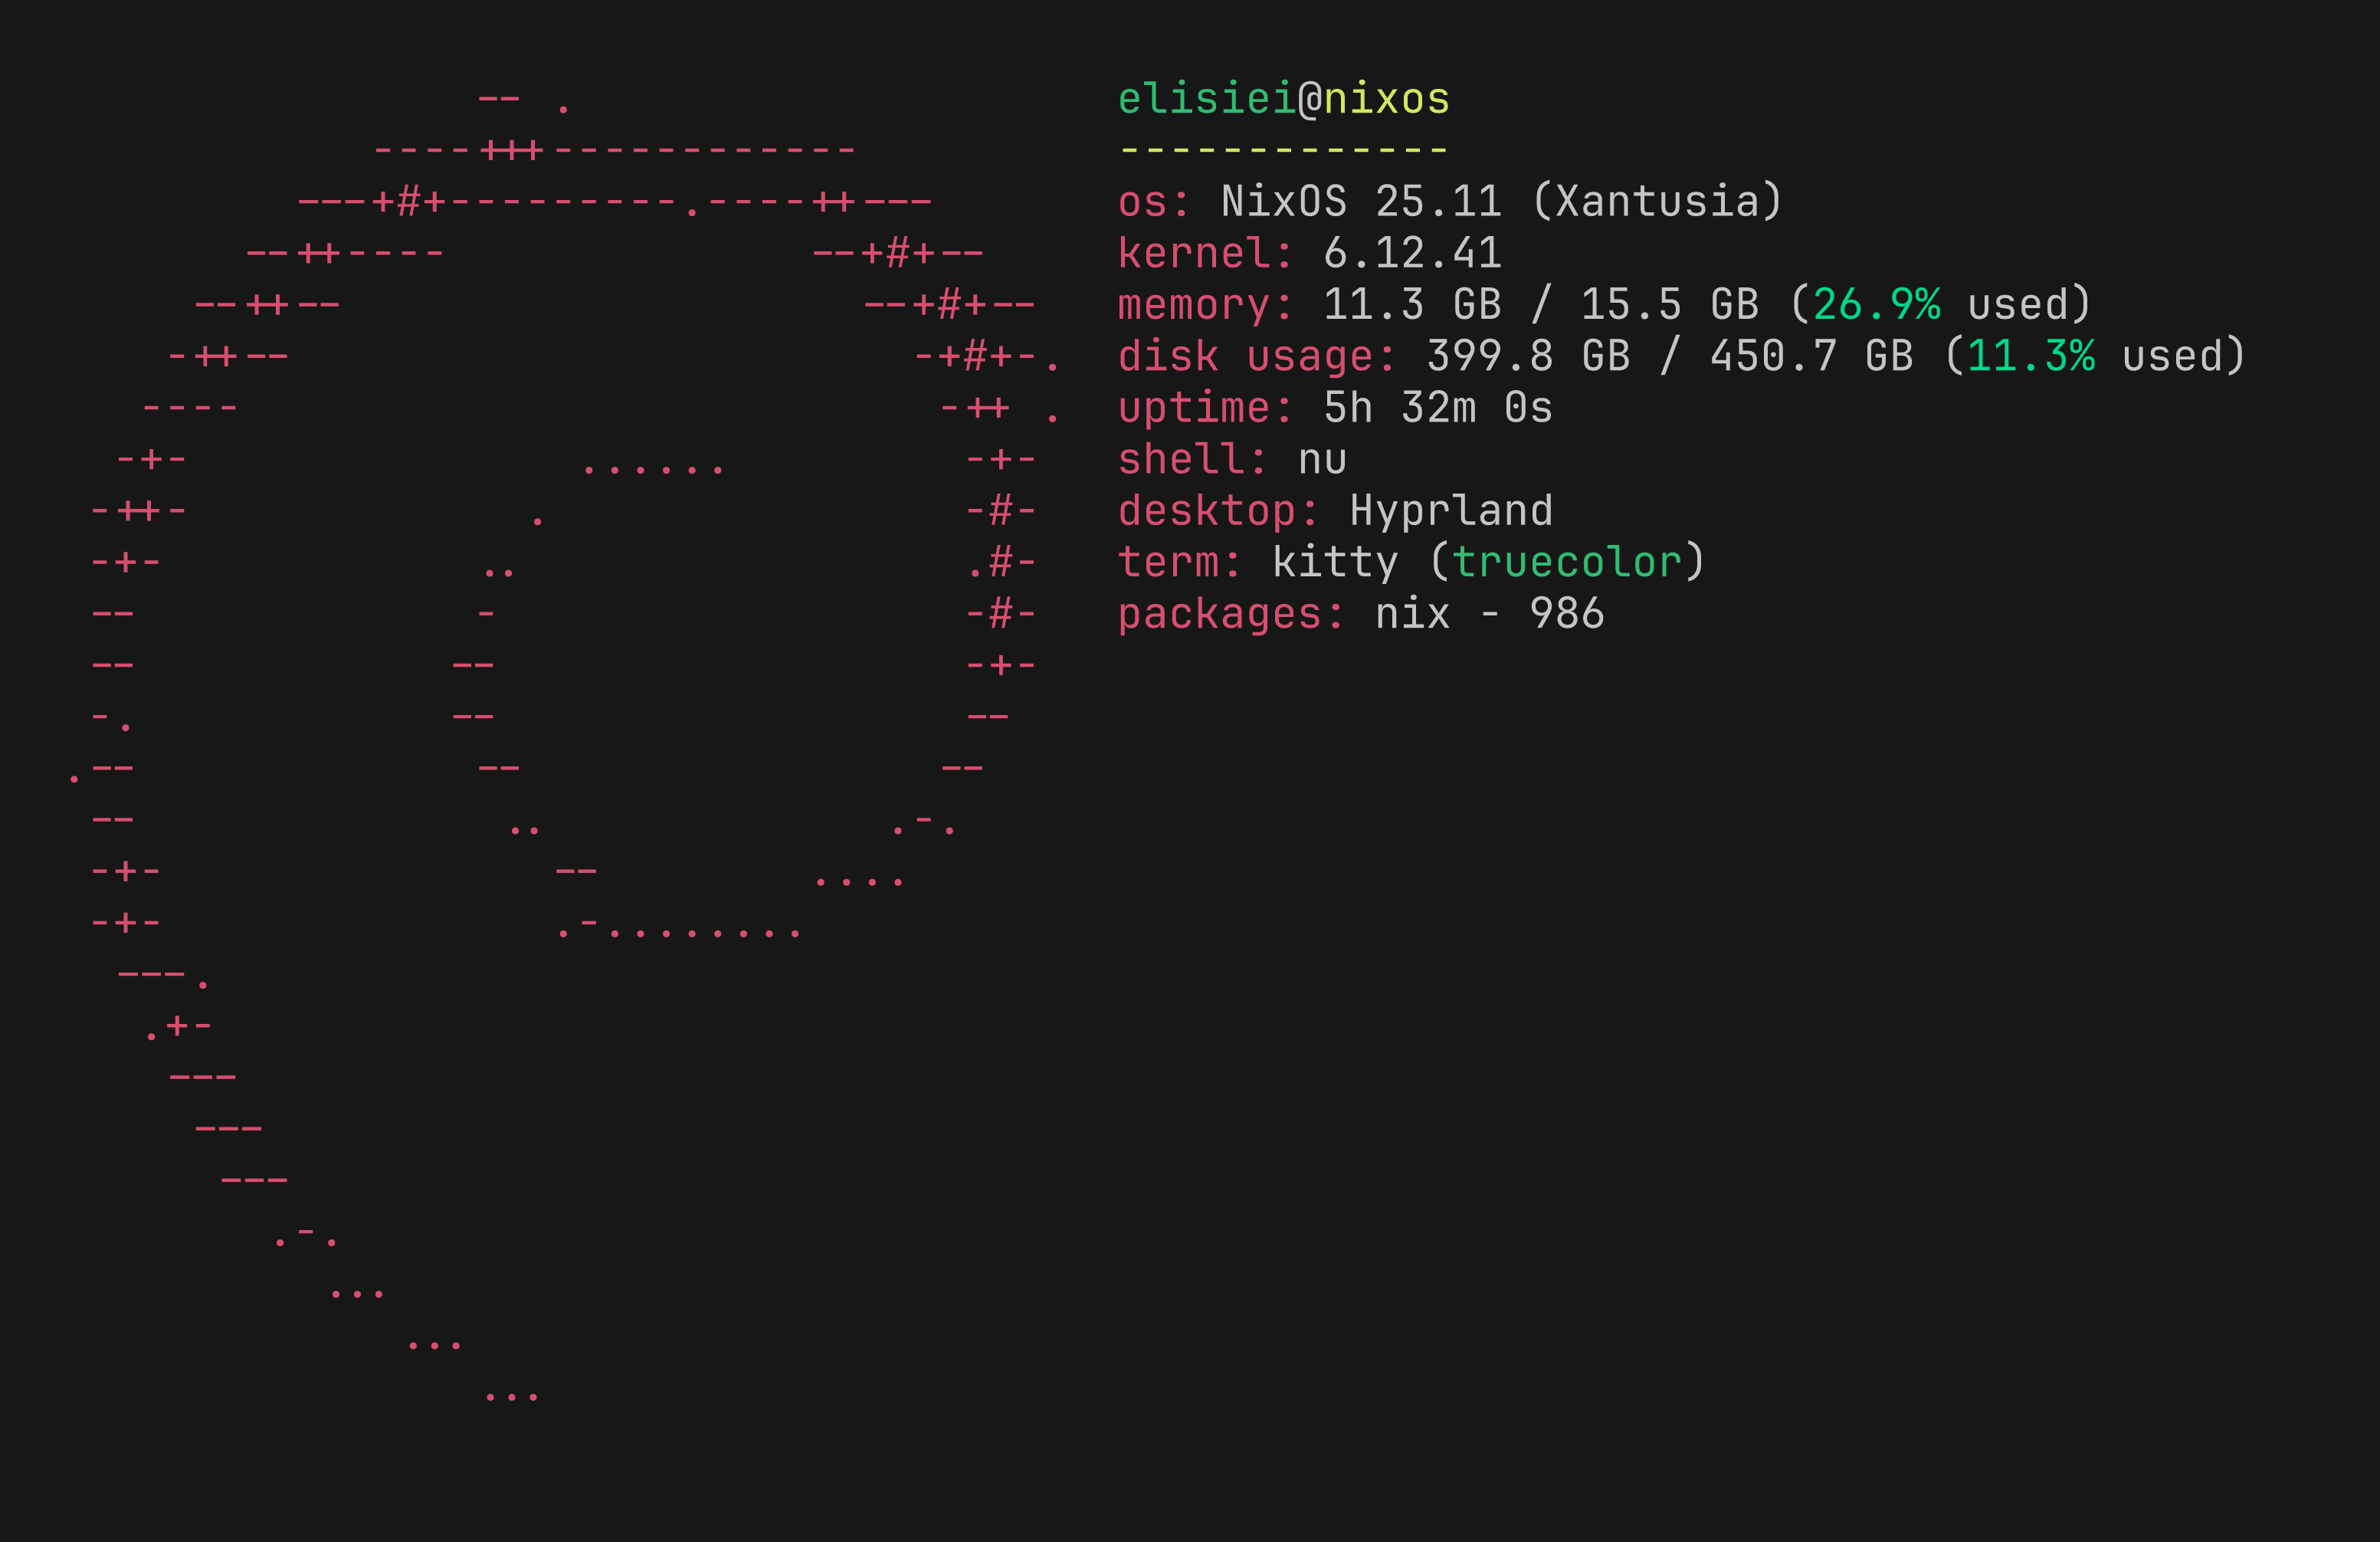 elisiei@nixos
-------------
os: NixOS 25.11 (Xantusia)
kernel: 6.12.41
memory: 11.3 GB / 15.5 GB (26.9% used)
disk usage: 399.8 GB / 450.7 GB (11.3% used)
uptime: 5h 32m 0s
shell: nu
desktop: Hyprland
term: kitty (truecolor)
packages: nix - 986